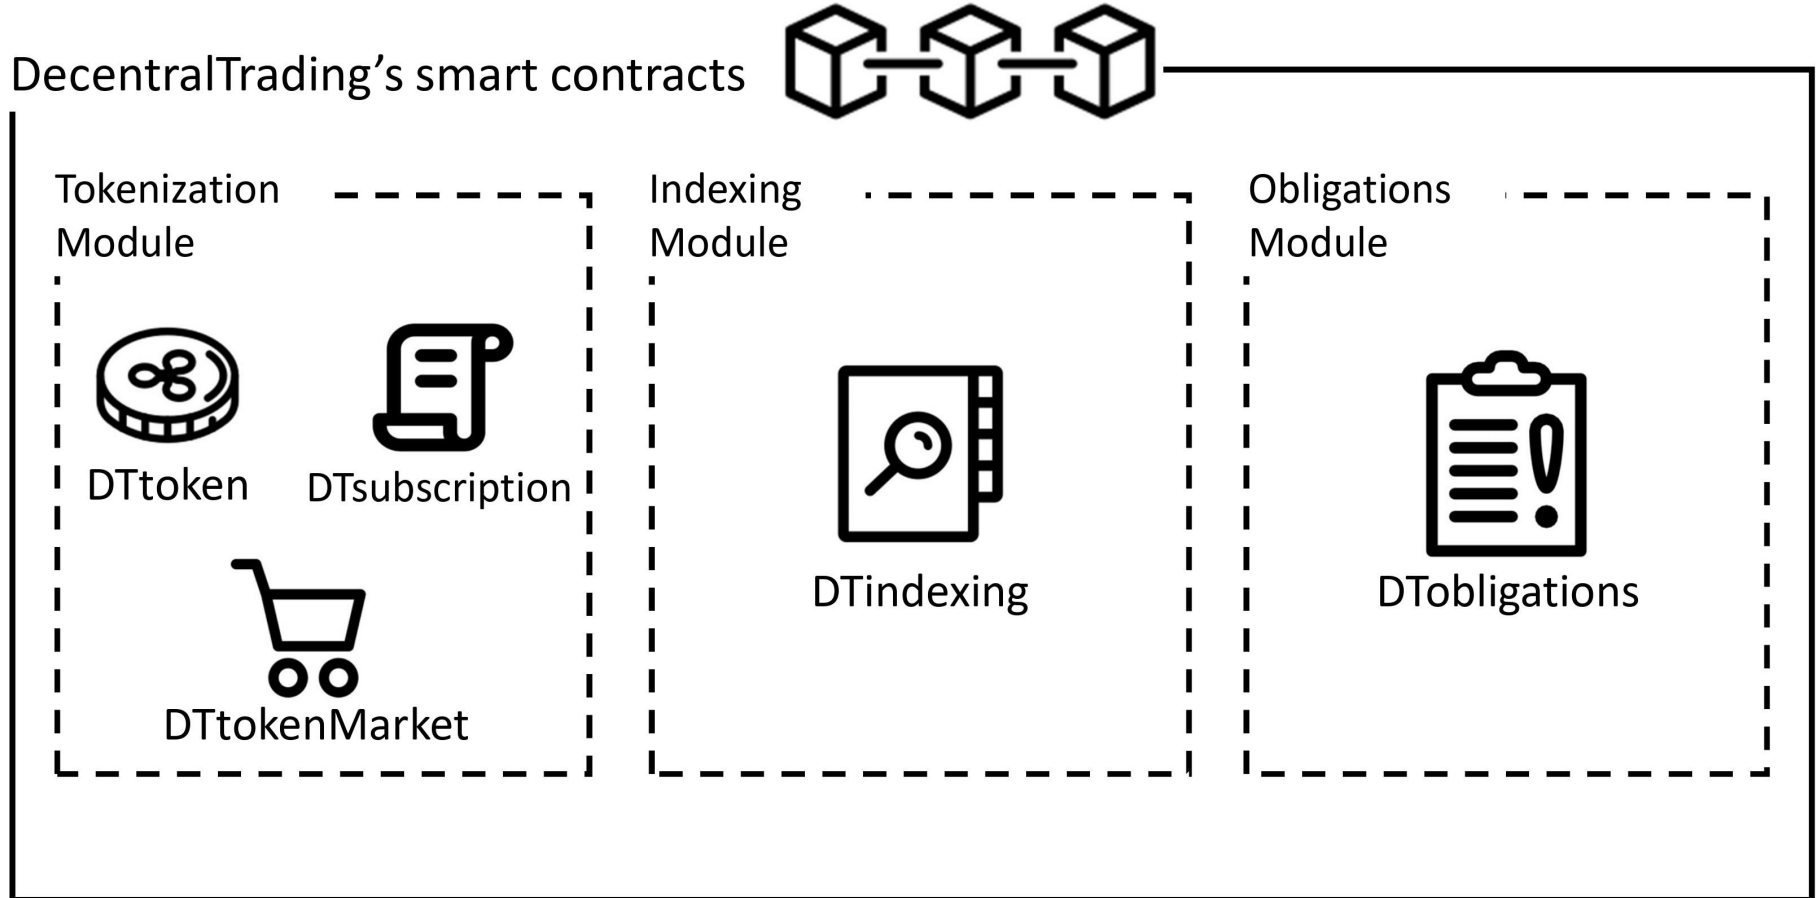 DecentralTrading’s smart contracts
Tokenization
Module
DTtoken
DTsubscription
DTtokenMarket
Indexing
Module
DTindexing
Obligations
Module
DTobligations